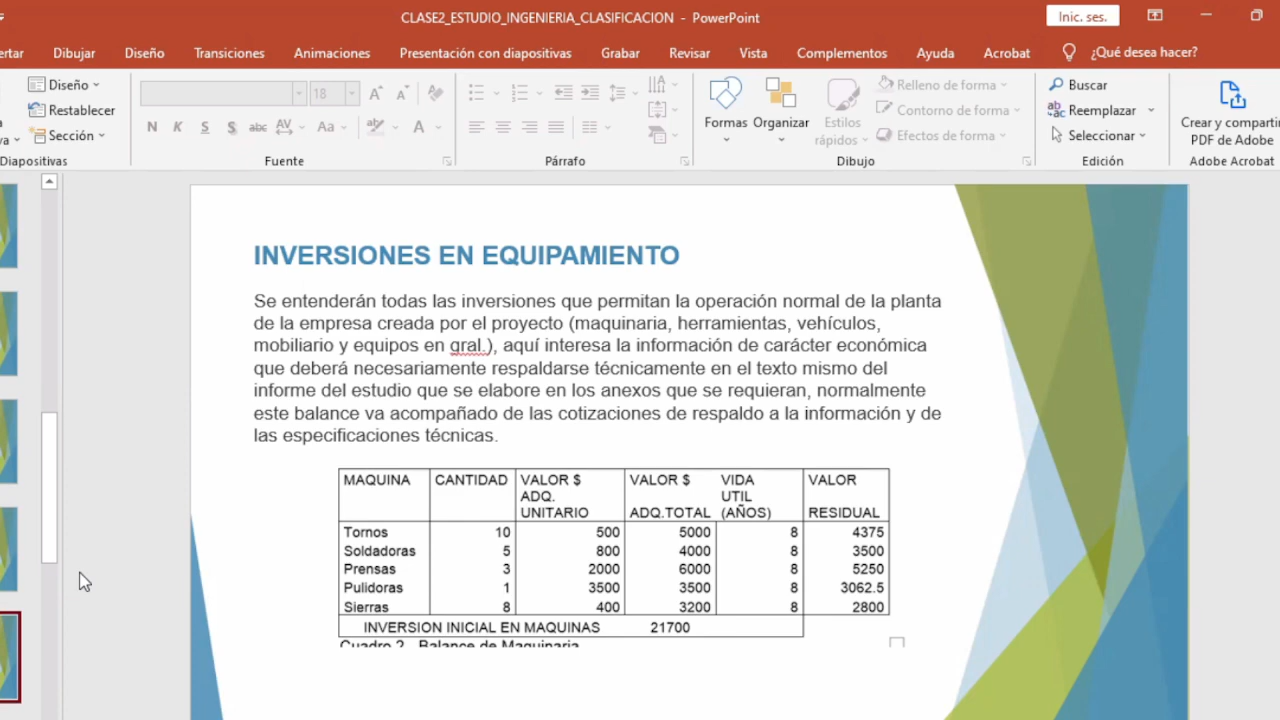 CLASE2_ESTUDIO_INGENIERIA_CLASIFICACION - PowerPoint
Inic. ses.
ertar Dibujar Diseño Transiciones Animaciones Presentación con diapositivas Grabar Revisar Vista Complementos Ayuda Acrobat ¿Qué desea hacer?
Diseño
Restablecer
Sección
Diapositivas
18
N K S S abc AV Aa A
Fuente
Párrafo
Formas Organizar Estilos rápidos
Relleno de forma
Contorno de forma
Efectos de forma
Dibujo
Buscar
Reemplazar
Seleccionar
Edición
Crear y comparti
PDF de Adobe
Adobe Acrobat
INVERSIONES EN EQUIPAMIENTO
Se entenderán todas las inversiones que permitan la operación normal de la planta
de la empresa creada por el proyecto (maquinaria, herramientas, vehículos,
mobiliario y equipos en gral.), aquí interesa la información de carácter económica
que deberá necesariamente respaldarse técnicamente en el texto mismo del
informe del estudio que se elabore en los anexos que se requieran, normalmente
este balance va acompañado de las cotizaciones de respaldo a la información y de
las especificaciones técnicas.
MAQUINA CANTIDAD VALOR $ VALOR $ VIDA VALOR
ADQ. UTIL
UNITARIO ADQ.TOTAL (AÑOS) RESIDUAL
Tornos 10 500 5000 8 4375
Soldadoras 5 800 4000 8 3500
Prensas 3 2000 6000 8 5250
Pulidoras 1 3500 3500 8 3062.5
Sierras 8 400 3200 8 2800
INVERSION INICIAL EN MAQUINAS 21700
Cuadro 2. Balance de Maquinaria